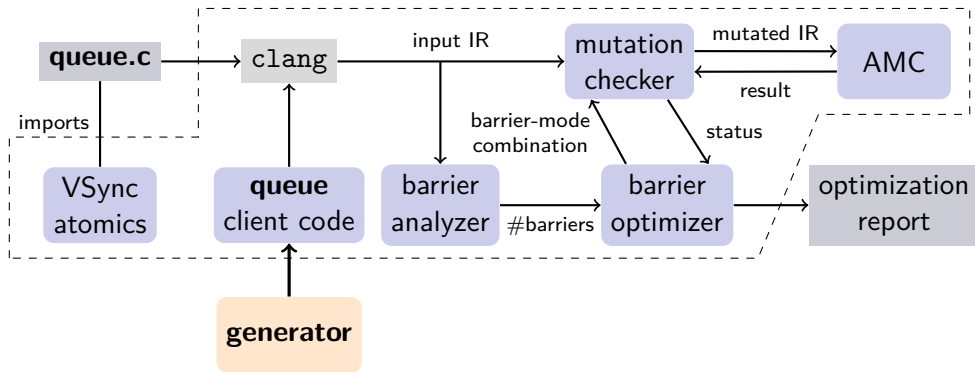 queue.c
clang
input IR
mutation
checker
mutated IR
result
AMC
imports
barrier-mode
combination
status
VSync
atomics
queue
client code
barrier
analyzer
#barriers
barrier
optimizer
optimization
report
generator